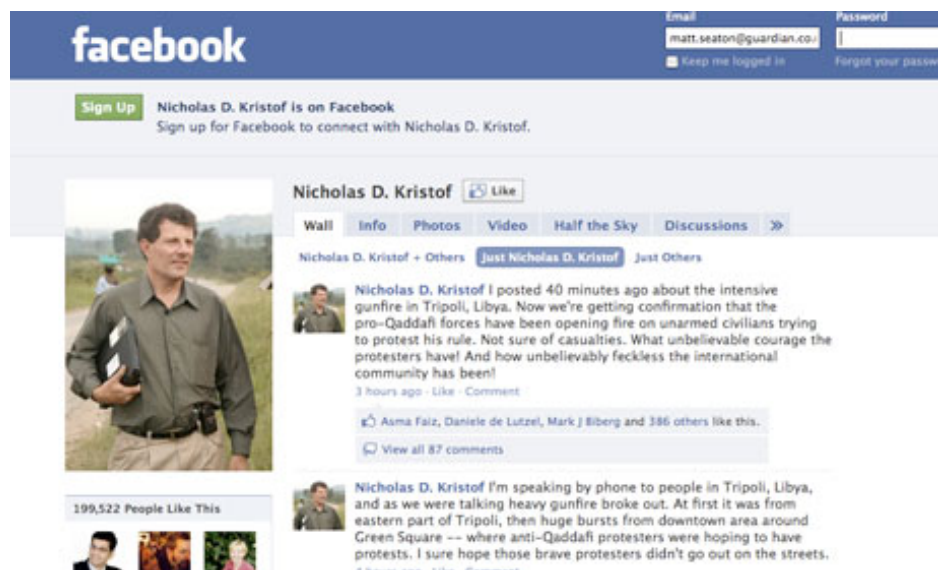 Email
Password
facebook
matt.seaton@guardian.co.
Keep me logged in
Forgot your passw
Sign Up
Nicholas D. Kristof is on Facebook
Sign up for Facebook to connect with Nicholas D. Kristof.
Nicholas D. Kristof Like
Wall Info Photos Video Half the Sky Discussions »
Nicholas D. Kristof + Others Just Nicholas D. Kristof Just Others
Nicholas D. Kristof I posted 40 minutes ago about the intensive
gunfire in Tripoli, Libya. Now we're getting confirmation that the
pro-Qaddafi forces have been opening fire on unarmed civilians trying
to protest his rule. Not sure of casualties. What unbelievable courage the
protesters have! And how unbelievably feckless the international
community has been!
3 hours ago · Like · Comment
Asma Faiz, Daniele de Lutzel, Mark J Biberg and 386 others like this.
View all 87 comments
199,522 People Like This
Nicholas D. Kristof I'm speaking by phone to people in Tripoli, Libya,
and as we were talking heavy gunfire broke out. At first it was from
eastern part of Tripoli, then huge bursts from downtown area around
Green Square -- where anti-Qaddafi protesters were hoping to have
protests. I sure hope those brave protesters didn't go out on the streets.